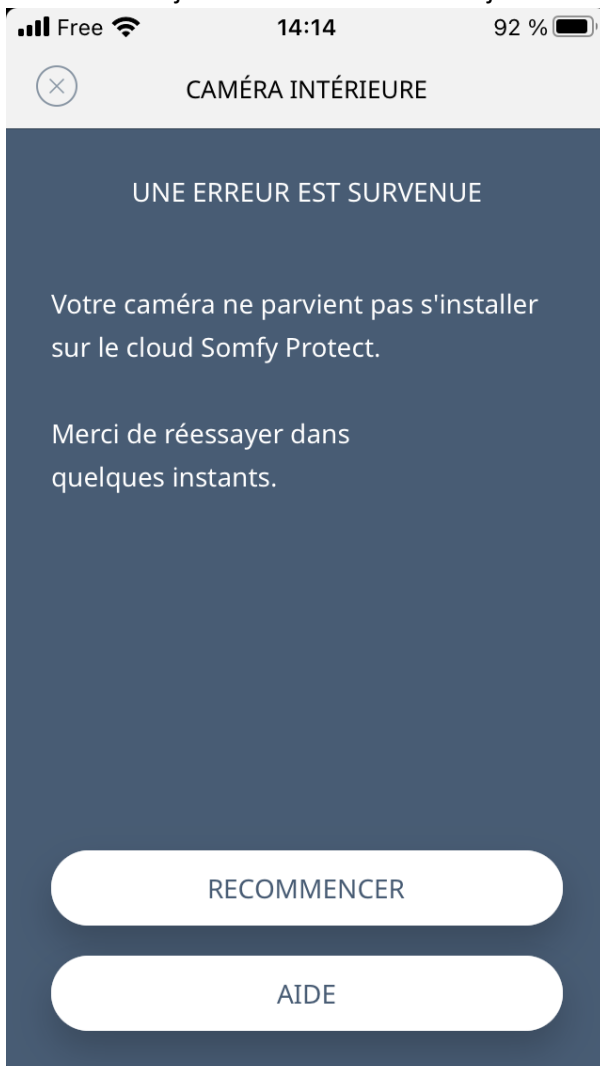 Free 14:14 92 %
CAMÉRA INTÉRIEURE
UNE ERREUR EST SURVENUE
Votre caméra ne parvient pas s'installer
sur le cloud Somfy Protect.
Merci de réessayer dans
quelques instants.
RECOMMENCER
AIDE